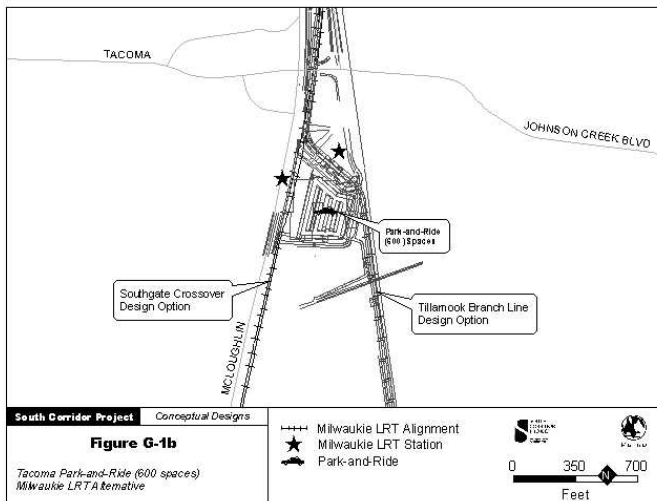 TACOMA
JOHNSON CREEK BLVD
Park-and-Ride
(600) Spaces
Southgate Crossover
Design Option
Tillamook Branch Line
Design Option
MCLOUGHLIN
South Corridor Project
Conceptual Designs
Figure G-1b
Tacoma Park-and-Ride (600 spaces)
Milwaukie LRT Alternative
Milwaukie LRT Alignment
Milwaukie LRT Station
Park-and-Ride
0 350 700
N
Feet